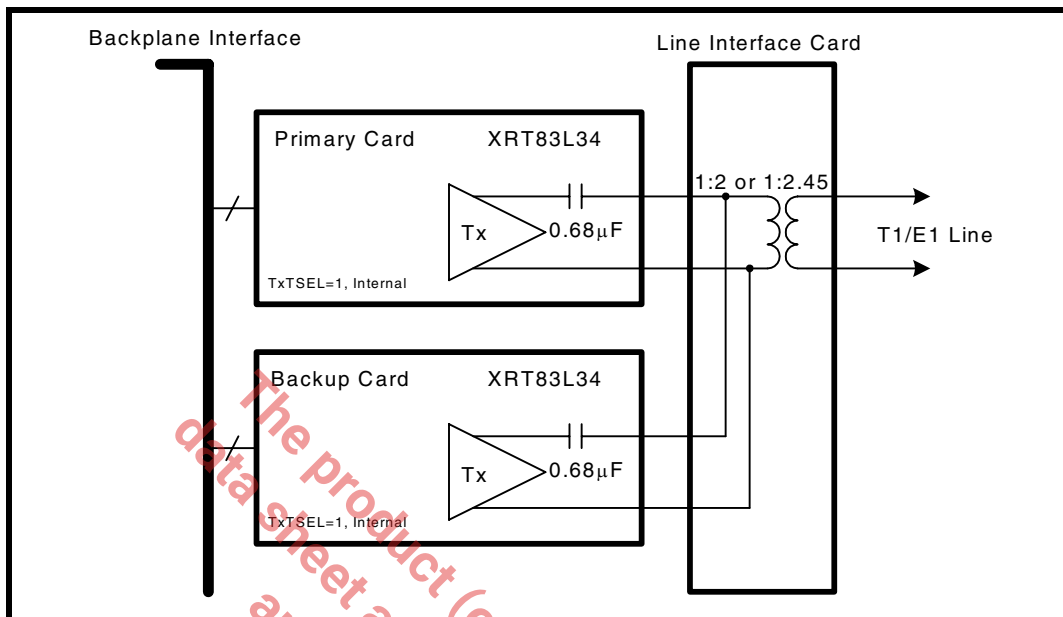 Backplane Interface
Line Interface Card
Primary Card XRT83L34
1:2 or 1:2.45
Tx
0.68μF
T1/E1 Line
TxTSEL=1, Internal
Backup Card XRT83L34
Tx
0.68μF
TxTSEL=1, Internal
The product (
data sheet a